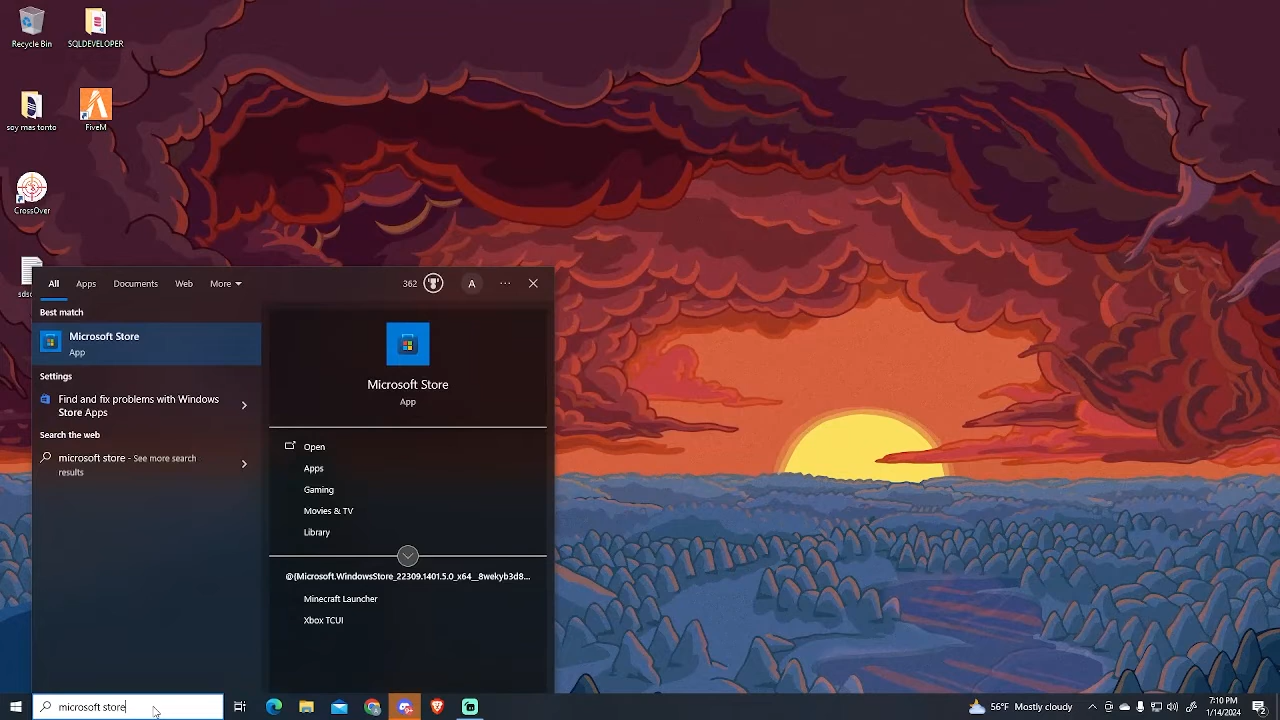 Recycle Bin
SQLDEVELOPER
soy mas tonto
FiveM
CrossOver
All Apps Documents Web More
362
A
Best match
Microsoft Store
App
Settings
Find and fix problems with Windows
Store Apps
Search the web
microsoft store - See more search
results
Microsoft Store
App
Open
Apps
Gaming
Movies & TV
Library
@{Microsoft.WindowsStore_22309.1401.5.0_x64__8wekyb3d8...
Minecraft Launcher
Xbox TCUI
microsoft store
56°F Mostly cloudy
7:10 PM
1/14/2024
2